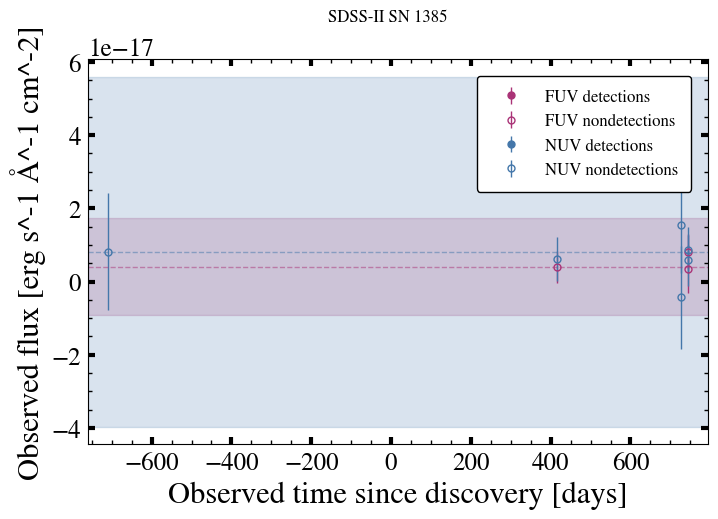 SDSS-II SN 1385
1e−17
6
4
2
0
−2
−4
Observed flux [erg s^-1 Å^-1 cm^-2]
FUV detections
FUV nondetections
NUV detections
NUV nondetections
−600 −400 −200 0 200 400 600
Observed time since discovery [days]